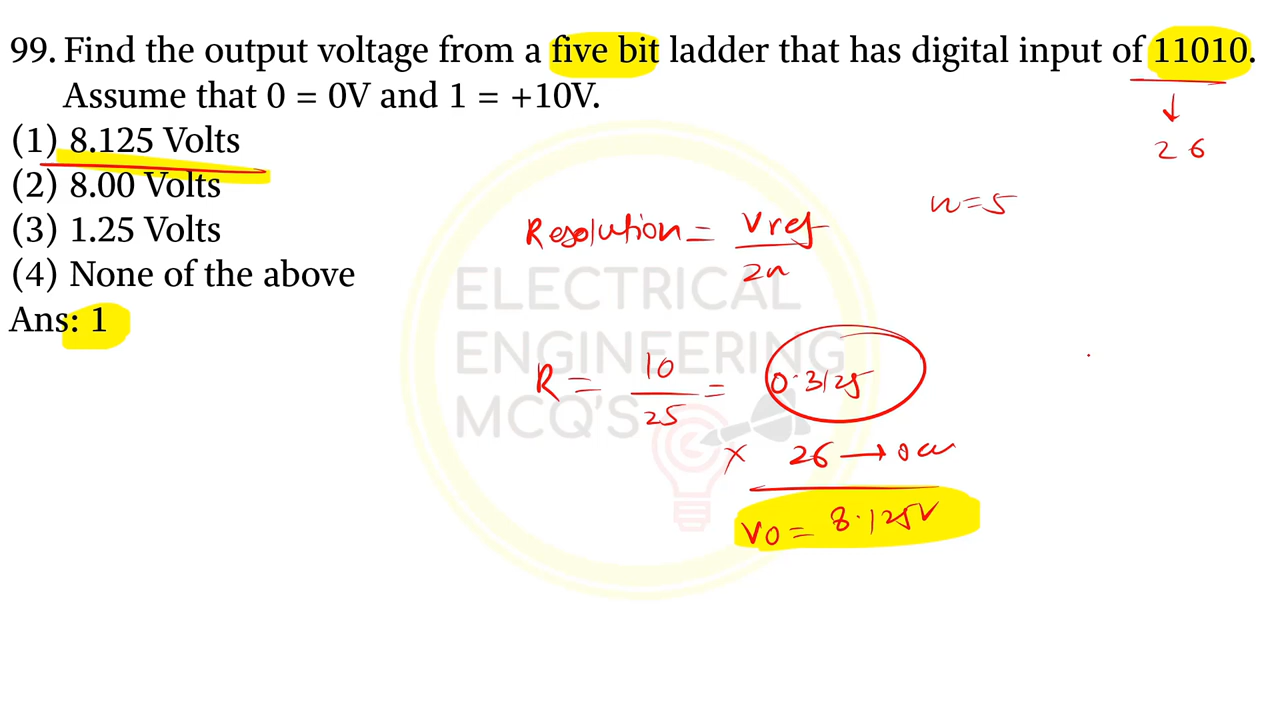 99. Find the output voltage from a five bit ladder that has digital input of 11010.
Assume that 0 = 0V and 1 = +10V.
(1) 8.125 Volts
(2) 8.00 Volts
(3) 1.25 Volts
(4) None of the above
Ans: 1
26
n=5
Resolution = Vref
2n
R = 10 = 0.3125
25
x 26 →
Vo = 8.125V
ELECTRICAL
ENGINEERING
MCQ'S